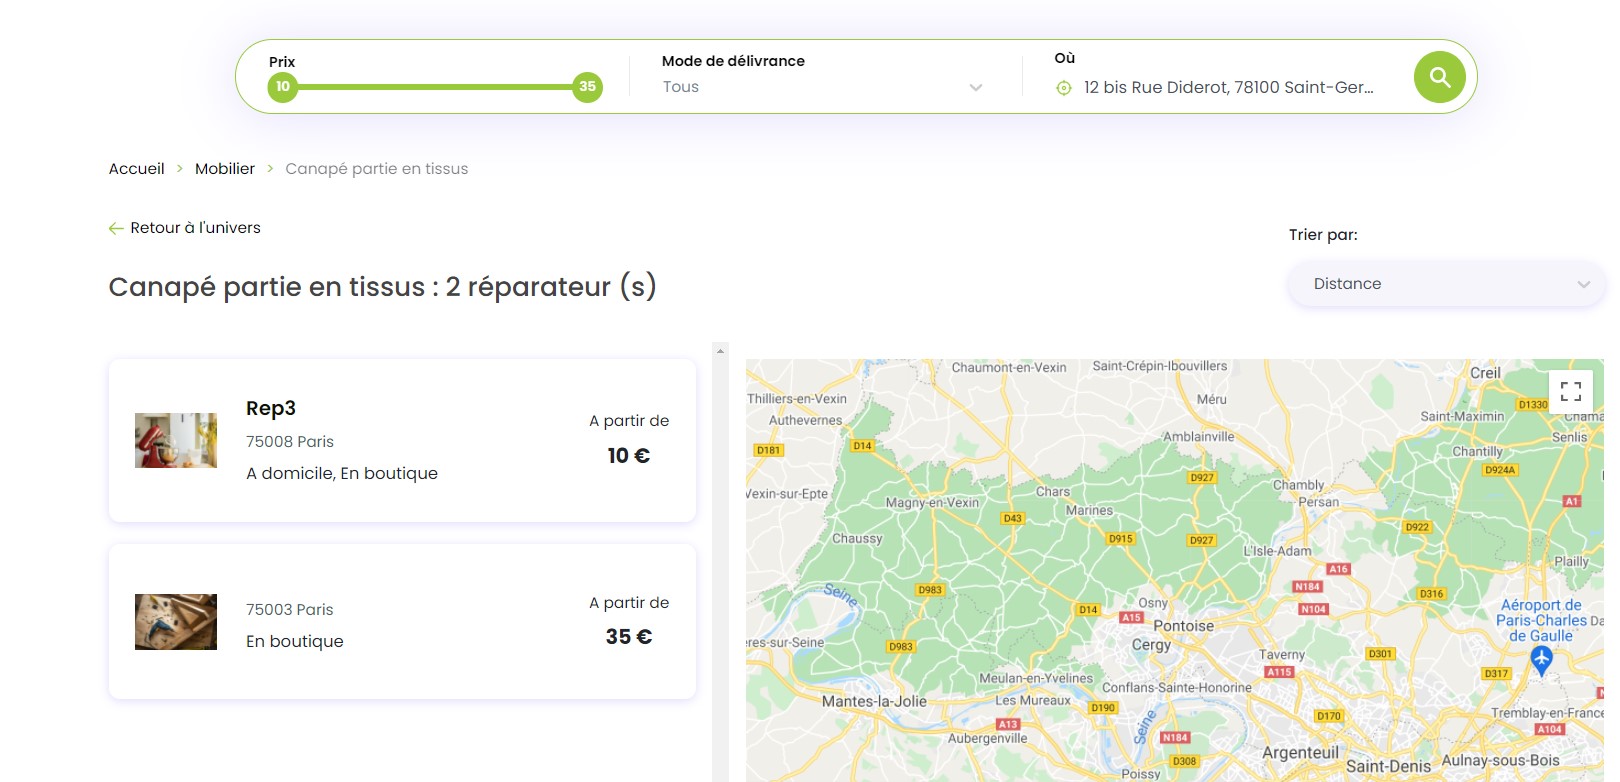 Prix
10
35
Mode de délivrance
Tous
Où
12 bis Rue Diderot, 78100 Saint-Ger...
Accueil > Mobilier > Canapé partie en tissus
← Retour à l'univers
Trier par:
Distance
Canapé partie en tissus : 2 réparateur (s)
Rep3
75008 Paris
A domicile, En boutique
A partir de
10 €
75003 Paris
En boutique
A partir de
35 €
Chaumont-en-Vexin
Saint-Crépin-Ibouvillers
Creil
Thilliers-en-Vexin
Authevernes
Méru
D1330
Saint-Maximin
Senlis
D181
D14
Amblainville
Chantilly
D924A
D927
Chambly
Persan
A1
Vexin-sur-Epte
Magny-en-Vexin
Chars
Marines
D43
D922
Chaussy
D915
D927
L'Isle-Adam
A16
Plailly
Seine
D983
N184
D316
D14
Osny
N104
Aéroport de
Paris-Charles
de Gaulle
A15
Pontoise
Cergy
D983
Taverny
D301
A115
D317
Meulan-en-Yvelines
Conflans-Sainte-Honorine
Mantes-la-Jolie
Les Mureaux
D190
D170
Tremblay-en-France
A13
Seine
A104
Aubergenville
N184
Argenteuil
D308
Saint-Denis
Aulnay-sous-Bois
Poissy